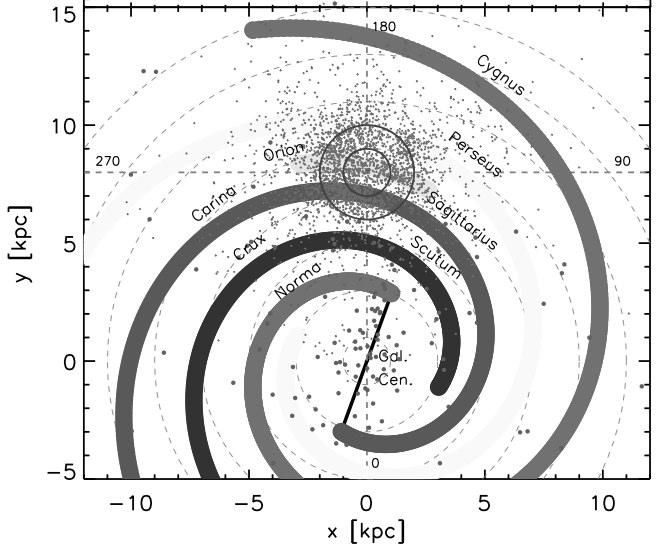 15
180
Cygnus
10
Orion
Perseus
270
90
Carina
Sagittarius
Crux
Scutum
5
Norma
y [kpc]
0
Gal.
Cen.
0
−5
−10
−5
0
5
10
x [kpc]